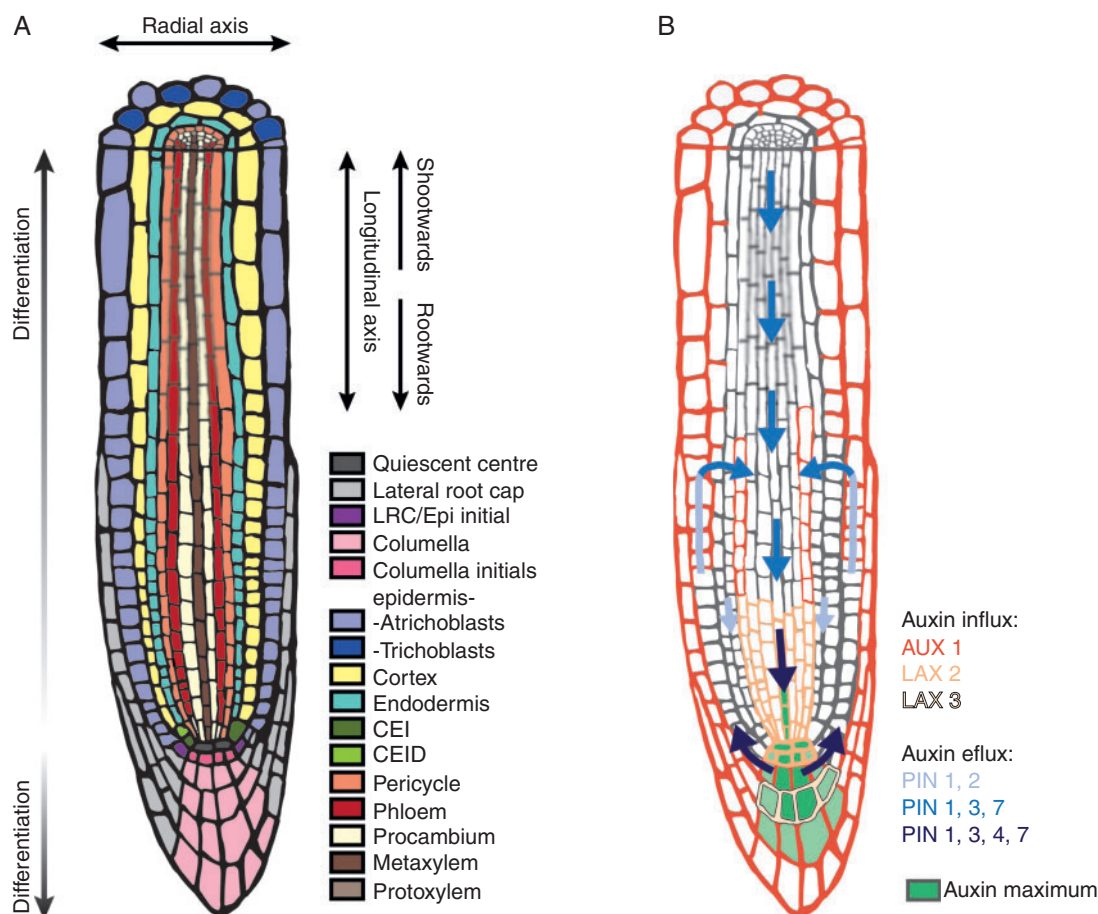 A
Radial axis
Differentiation
Differentiation
Longitudinal axis
Shootwards
Rootwards
Quiescent centre
Lateral root cap
LRC/Epi initial
Columella
Columella initials
epidermis-
-Atrichoblasts
-Trichoblasts
Cortex
Endodermis
CEI
CEID
Pericycle
Phloem
Procambium
Metaxylem
Protoxylem
B
Auxin influx:
AUX 1
LAX 2
LAX 3
Auxin eflux:
PIN 1, 2
PIN 1, 3, 7
PIN 1, 3, 4, 7
Auxin maximum